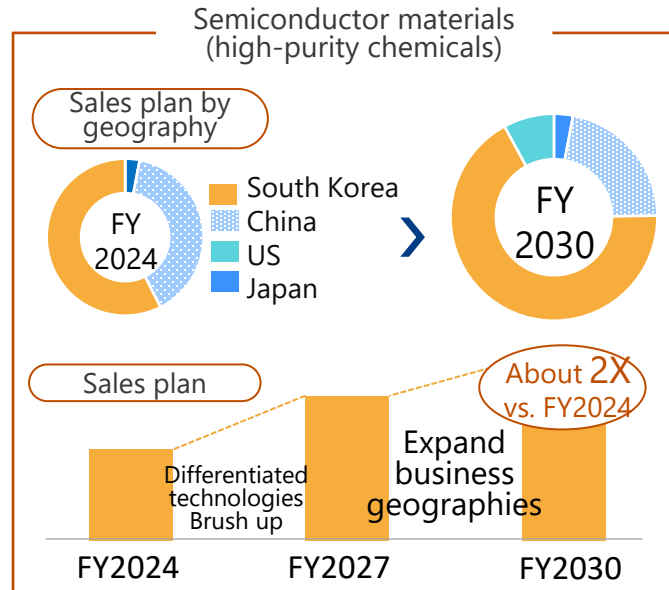 Semiconductor materials
(high-purity chemicals)
Sales plan by
geography
FY
2024
South Korea
China
US
Japan
FY
2030
Sales plan
About 2X
vs. FY2024
Differentiated
technologies
Brush up
Expand
business
geographies
FY2024
FY2027
FY2030